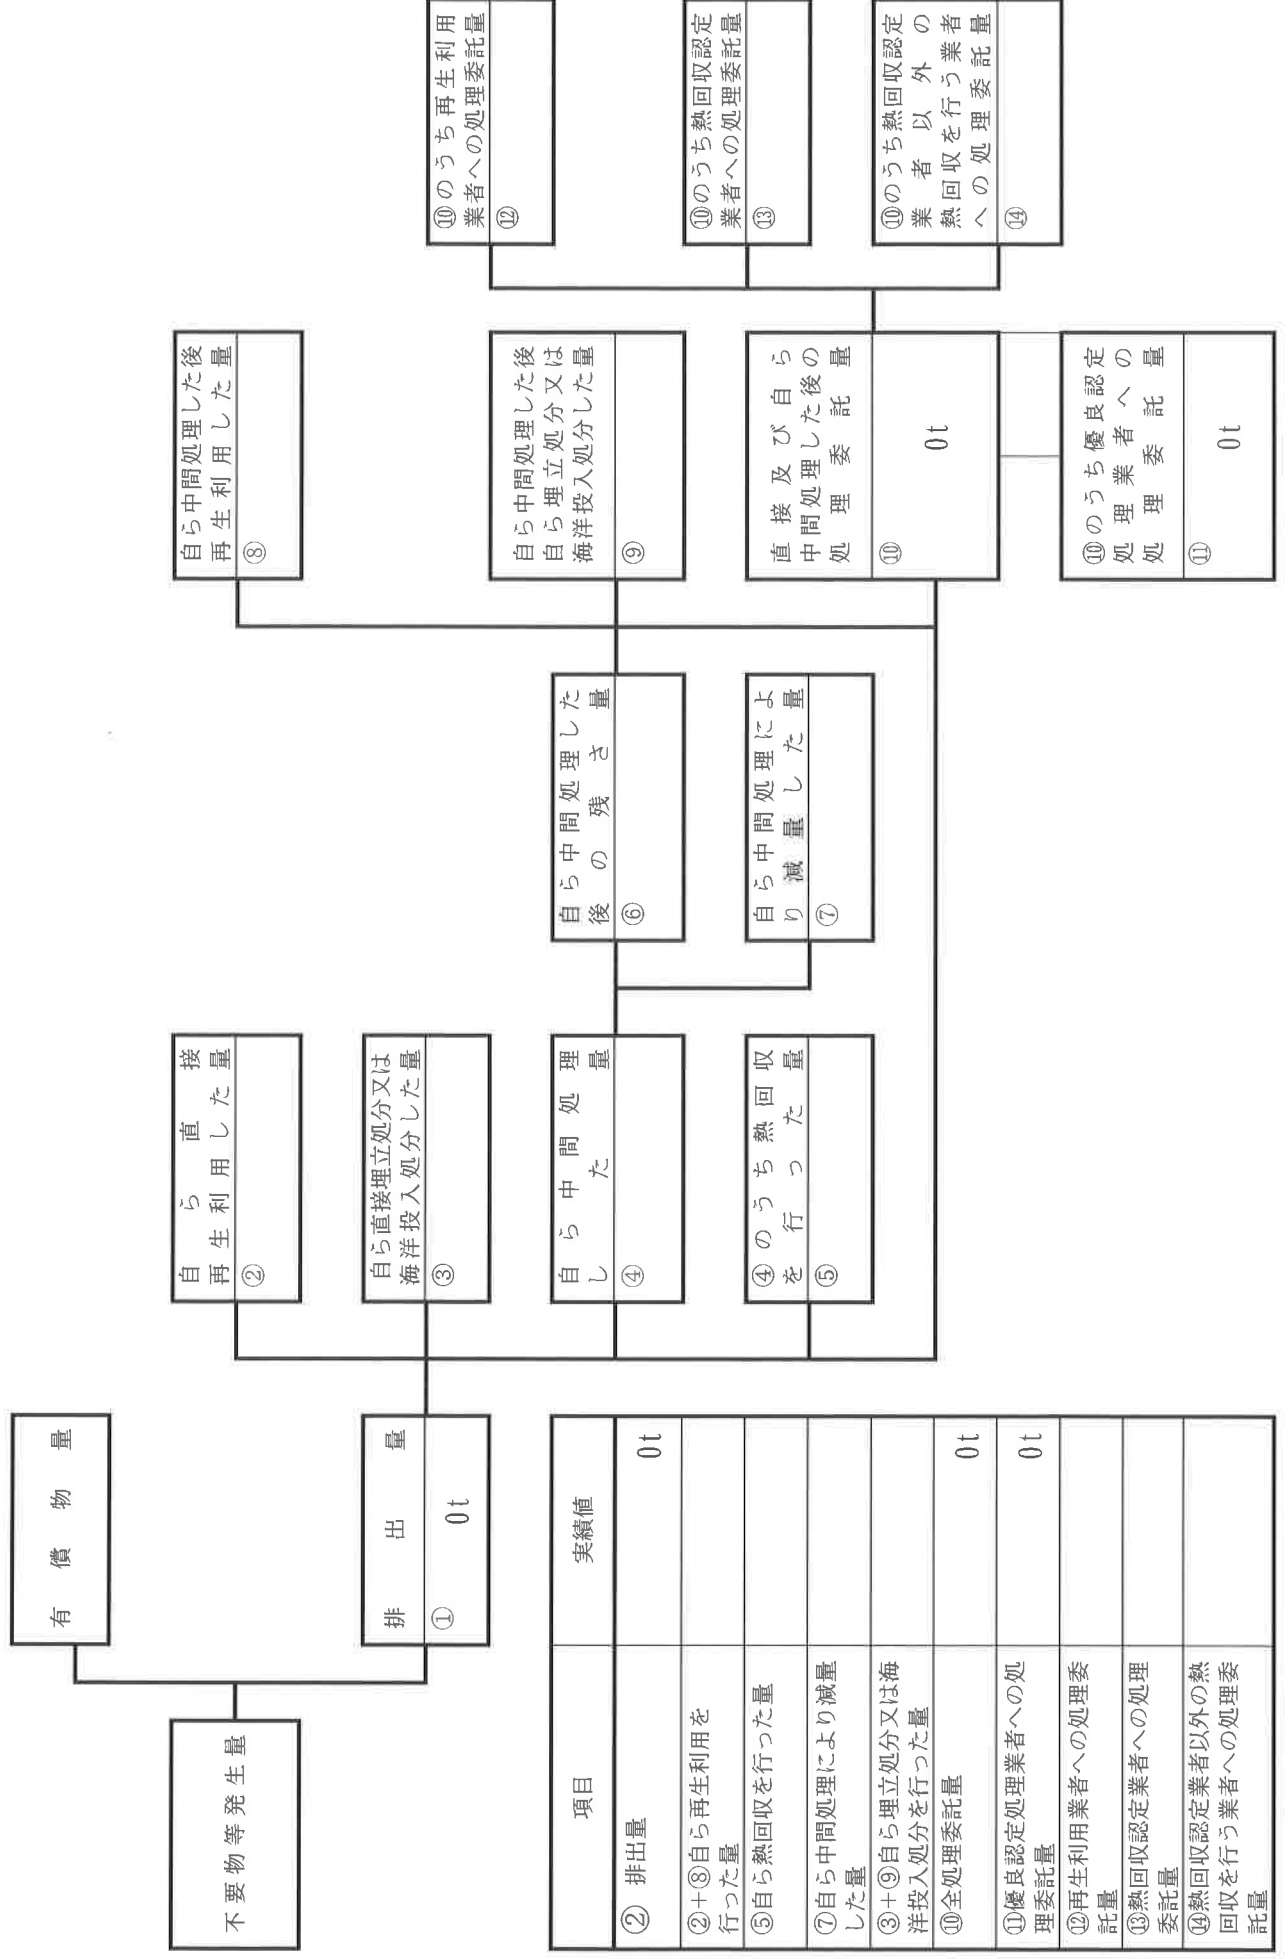 不要物等発生量
有償物量
排出量
①
0t
自ら直接
再生利用した量
②
自ら直接埋立処分又は
海洋投入処分した量
③
自ら中間処理
した量
④
④のうち熱回収
を行った量
⑤
自ら中間処理した
後の残さ量
⑥
自ら中間処理によ
り減量した量
⑦
自ら中間処理した後
再生利用した量
⑧
自ら中間処理した後
自ら埋立処分又は
海洋投入処分した量
⑨
直接及び自ら
中間処理した後の
処理委託量
⑩
0t
⑩のうち優良認定
処理業者への
処理委託量
⑪
0t
⑩のうち再生利用
業者への処理委託量
⑫
⑩のうち熱回収認定
業者への処理委託量
⑬
⑩のうち熱回収認定
業者以外の
熱回収を行う業者
への処理委託量
⑭
項目
実績値
② 排出量
0t
②+⑧自ら再生利用を
行った量
⑤自ら熱回収を行った量
⑦自ら中間処理により減量
した量
③+⑨自ら埋立処分又は海
洋投入処分を行った量
⑩全処理委託量
0t
⑪優良認定処理業者への処
理委託量
0t
⑫再生利用業者への処理委
託量
⑬熱回収認定業者への処理
委託量
⑭熱回収認定業者以外の熱
回収を行う業者への処理委
託量